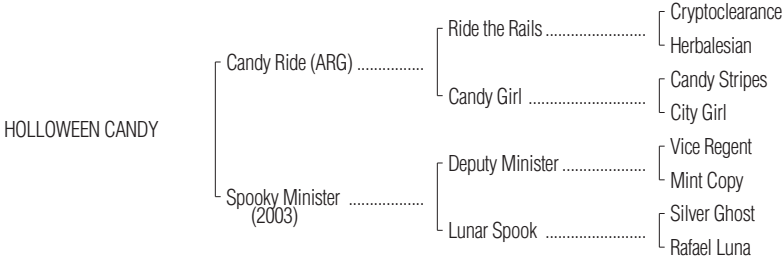 Cryptoclearance
Ride the Rails ........................
Herbalesian
Candy Ride (ARG) ................
Candy Stripes
Candy Girl ............................
City Girl
HOLLOWEEN CANDY
Vice Regent
Deputy Minister ....................
Mint Copy
Spooky Minister ..................
(2003)
Silver Ghost
Lunar Spook ........................
Rafael Luna